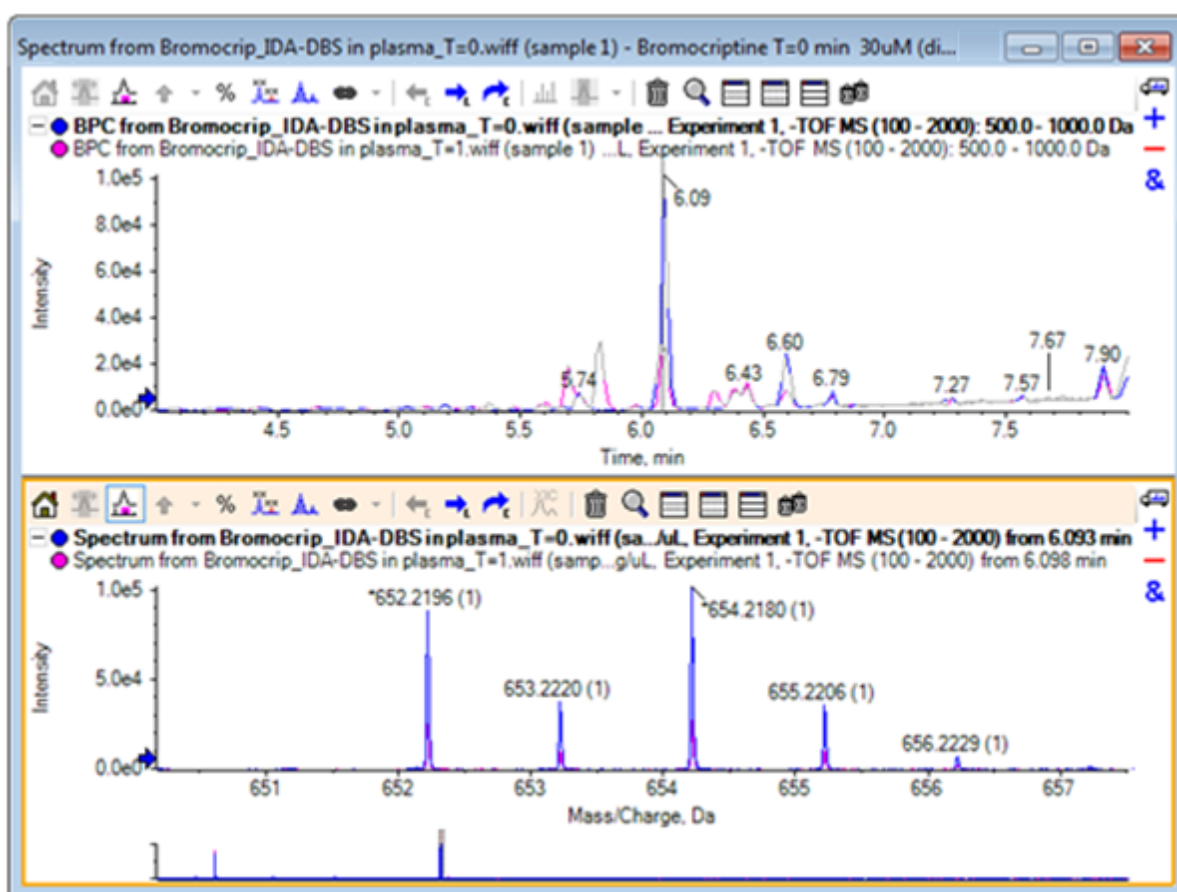 Spectrum from Bromocrip_IDA-DBS in plasma_T=0.wiff (sample 1) - Bromocriptine T=0 min 30uM (di...
%
BPC from Bromocrip_IDA-DBS inplasma_T=0.wiff (sample ... Experiment 1, -TOF MS (100 - 2000): 500.0 - 1000.0 Da
BPC from Bromocrip_IDA-DBS in plasma_T=1.wiff (sample 1) ...L, Experiment 1, -TOF MS (100 - 2000): 500.0 - 1000.0 Da
&
Intensity
1.0e5
8.0e4
6.0e4
4.0e4
2.0e4
0.0e0
6.09
5.74
6.43
6.60
6.79
7.27
7.57
7.67
7.90
4.5 5.0 5.5 6.0 6.5 7.0 7.5
Time, min
%
Spectrum from Bromocrip_IDA-DBS inplasma_T=0.wiff (sa.../uL, Experiment 1, -TOF MS (100 - 2000) from 6.093 min
Spectrum from Bromocrip_IDA-DBS in plasma_T=1.wiff (samp...g/uL, Experiment 1, -TOF MS (100 - 2000) from 6.098 min
&
Intensity
1.0e5
5.0e4
0.0e0
*652.2196 (1)
653.2220 (1)
*654.2180 (1)
655.2206 (1)
656.2229 (1)
651 652 653 654 655 656 657
Mass/Charge, Da